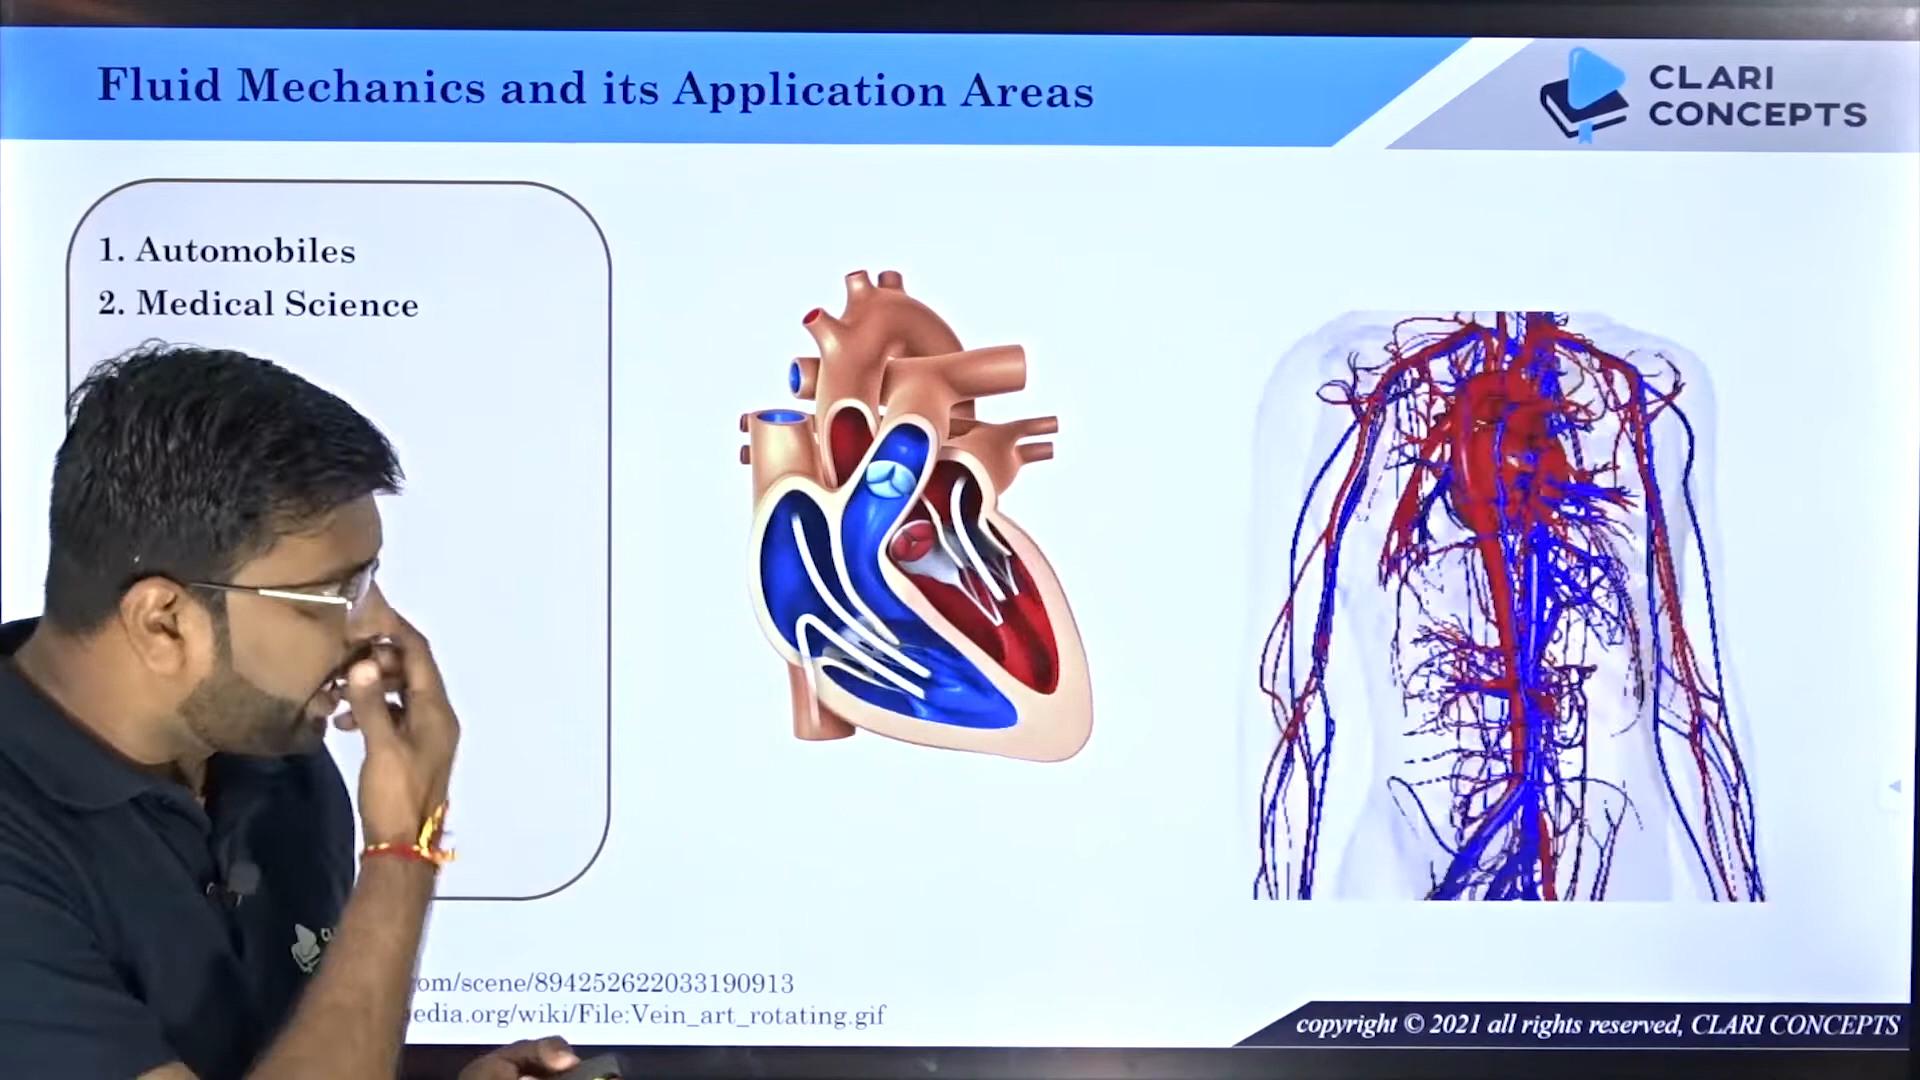 Fluid Mechanics and its Application Areas
CLARI
CONCEPTS
1. Automobiles
2. Medical Science
om/scene/894252622033190913
edia.org/wiki/File:Vein_art_rotating.gif
copyright © 2021 all rights reserved, CLARI CONCEPTS